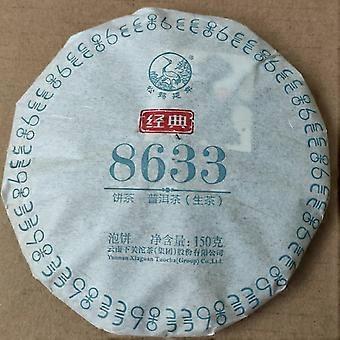 松鹤延年
经典
8633
饼茶 普洱茶（生茶）
泡饼 净含量：150克
云南下关沱茶（集团）股份有限公司
Yunnan Xiaguan Tuocha(Group) Co.,Ltd.